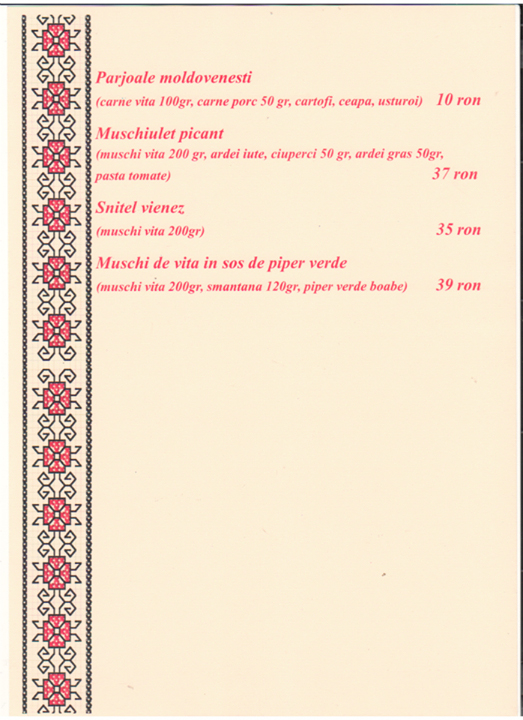 Parjoale moldovenesti
(carne vita 100gr, carne porc 50 gr, cartofi, ceapa, usturoi) 10 ron
Muschiulet picant
(muschi vita 200 gr, ardei iute, ciuperci 50 gr, ardei gras 50gr,
pasta tomate) 37 ron
Snitel vienez
(muschi vita 200gr) 35 ron
Muschi de vita in sos de piper verde
(muschi vita 200gr, smantana 120gr, piper verde boabe) 39 ron